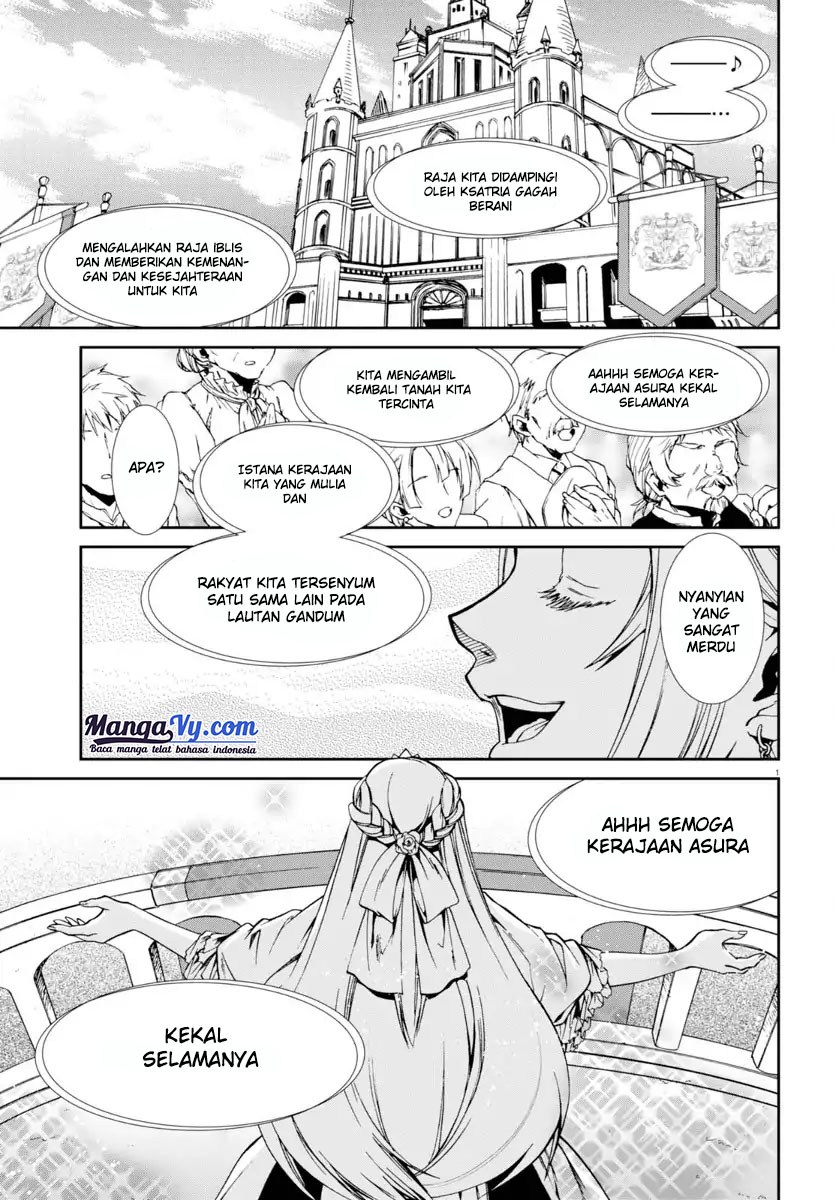 ———♪
———...
RAJA KITA DIDAMPINGI
OLEH KSATRIA GAGAH
BERANI
MENGALAHKAN RAJA IBLIS
DAN MEMBERIKAN KEMENAN-
GAN DAN KESEJAHTERAAN
UNTUK KITA
AAHHH SEMOGA KER-
AJAAN ASURA KEKAL
SELAMANYA
KITA MENGAMBIL
KEMBALI TANAH KITA
TERCINTA
ISTANA KERAJAAN
KITA YANG MULIA
DAN
APA?
NYANYIAN
YANG
SANGAT
MERDU
RAKYAT KITA TERSENYUM
SATU SAMA LAIN PADA
LAUTAN GANDUM
MangaVy.com
Baca manga telat bahasa indonesia
1
AHHH SEMOGA
KERAJAAN ASURA
KEKAL
SELAMANYA